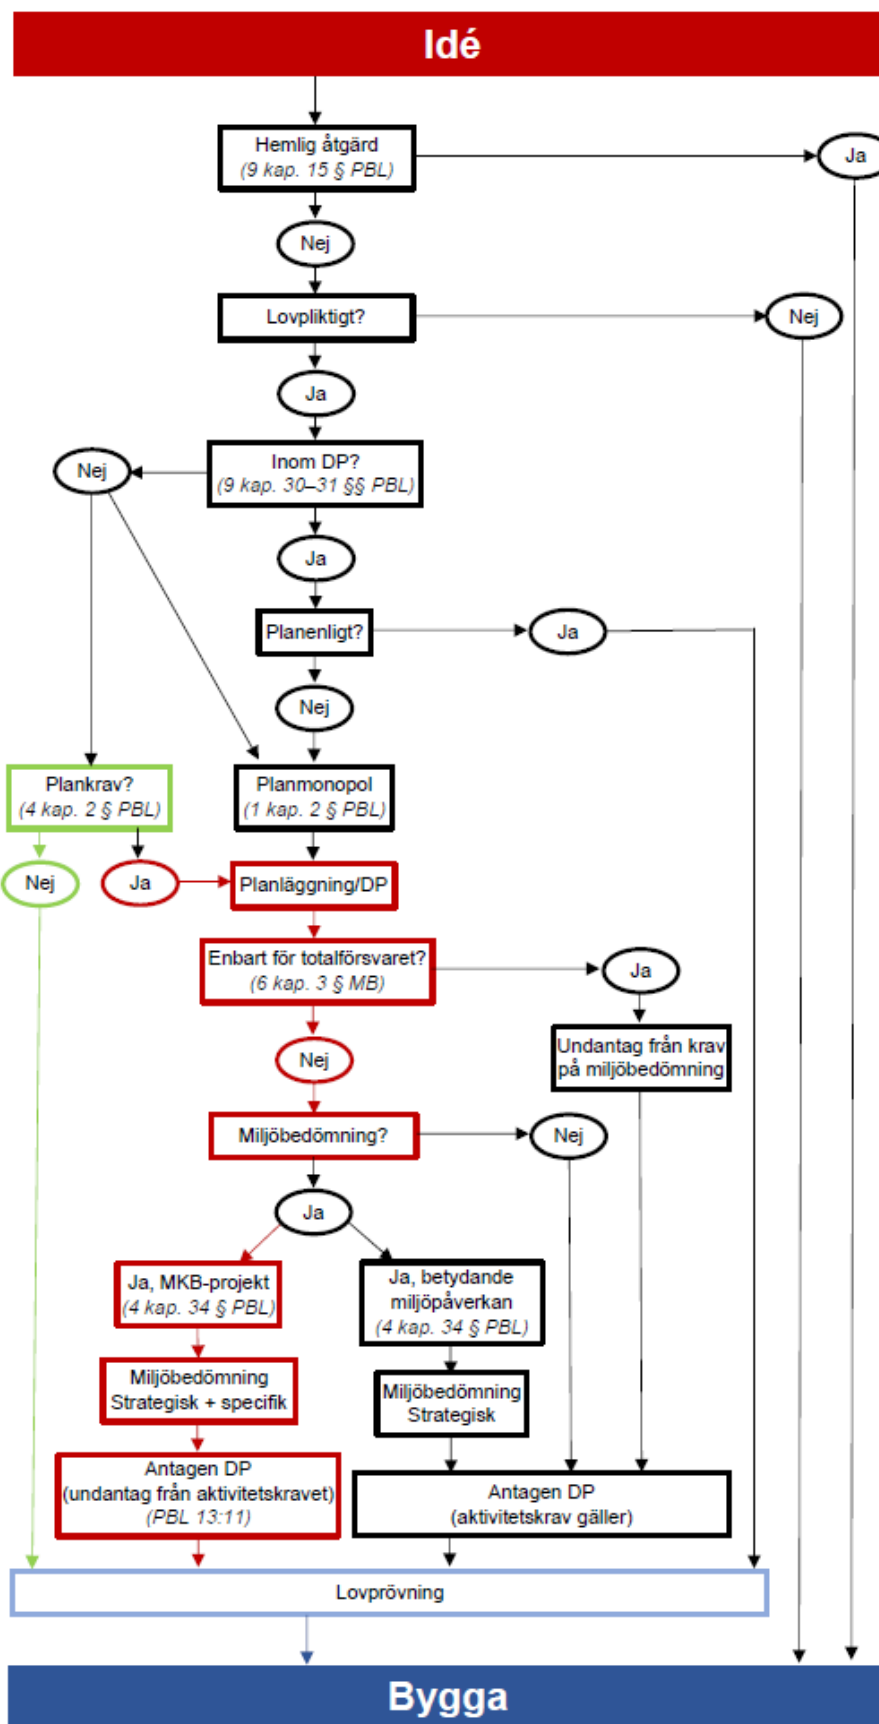 Idé
Hemlig åtgärd
(9 kap. 15 § PBL)
Ja
Nej
Lovpliktigt?
Nej
Ja
Inom DP?
(9 kap. 30–31 §§ PBL)
Nej
Ja
Planenligt?
Ja
Nej
Plankrav?
(4 kap. 2 § PBL)
Planmonopol
(1 kap. 2 § PBL)
Nej
Ja
Planläggning/DP
Enbart för totalförsvaret?
(6 kap. 3 § MB)
Ja
Undantag från krav
på miljöbedömning
Nej
Miljöbedömning?
Nej
Ja
Ja, MKB-projekt
(4 kap. 34 § PBL)
Ja, betydande
miljöpåverkan
(4 kap. 34 § PBL)
Miljöbedömning
Strategisk + specifik
Miljöbedömning
Strategisk
Antagen DP
(undantag från aktivitetskravet)
(PBL 13:11)
Antagen DP
(aktivitetskrav gäller)
Lovprövning
Bygga